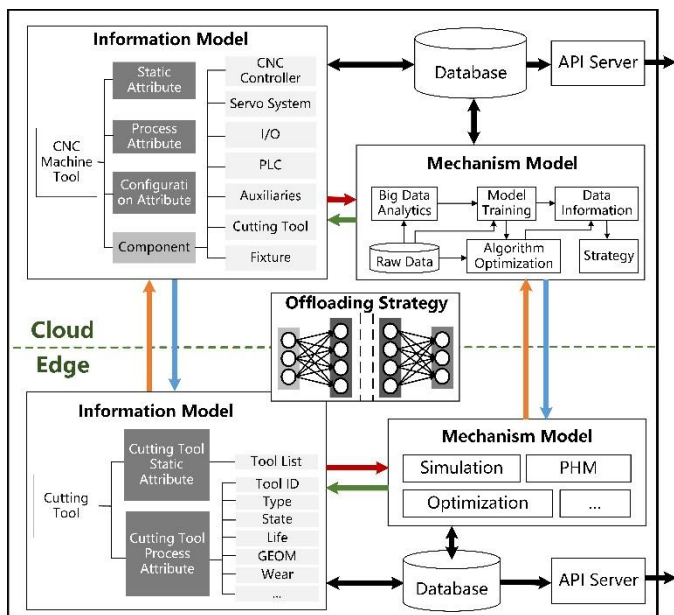 Information Model
CNC
Machine
Tool
Static
Attribute
Process
Attribute
Configurati
on Attribute
Component
CNC
Controller
Servo System
I/O
PLC
Auxiliaries
Cutting Tool
Fixture
Database
API Server
Mechanism Model
Big Data
Analytics
Model
Training
Data
Information
Raw Data
Algorithm
Optimization
Strategy
Offloading Strategy
Cloud
Edge
Information Model
Cutting
Tool
Cutting Tool
Static
Attribute
Cutting Tool
Process
Attribute
Tool List
Tool ID
Type
State
Life
GEOM
Wear
...
Mechanism Model
Simulation
PHM
Optimization
...
Database
API Server